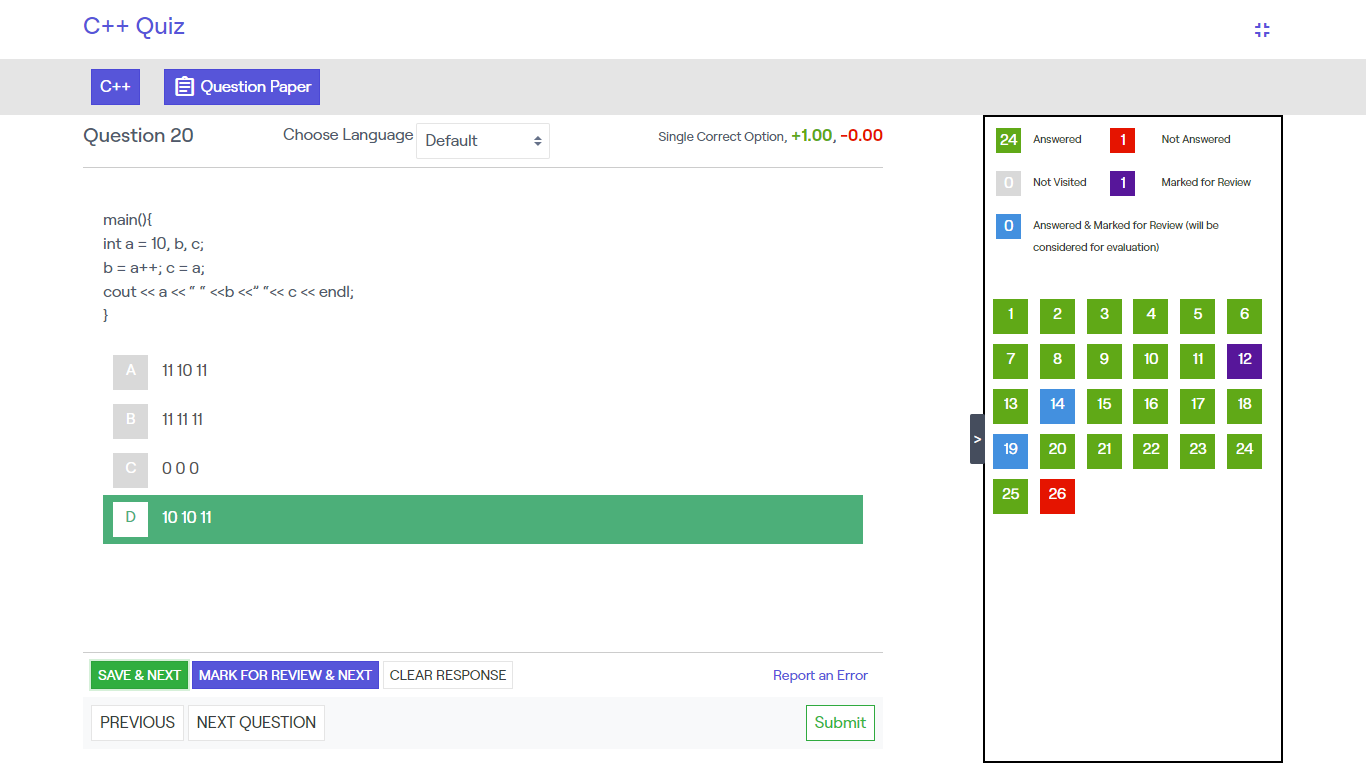 C++ Quiz
C++
Question Paper
Question 20
Choose Language
Default
Single Correct Option, +1.00, -0.00
main(){
int a = 10, b, c;
b = a++; c = a;
cout << a << “ “ <<b <<” “<< c << endl;
}
A 11 10 11
B 11 11 11
C 0 0 0
D 10 10 11
SAVE & NEXT
MARK FOR REVIEW & NEXT
CLEAR RESPONSE
Report an Error
PREVIOUS
NEXT QUESTION
Submit
24 Answered 1 Not Answered
0 Not Visited 1 Marked for Review
0 Answered & Marked for Review (will be
considered for evaluation)
1 2 3 4 5 6
7 8 9 10 11 12
13 14 15 16 17 18
>
19 20 21 22 23 24
25 26